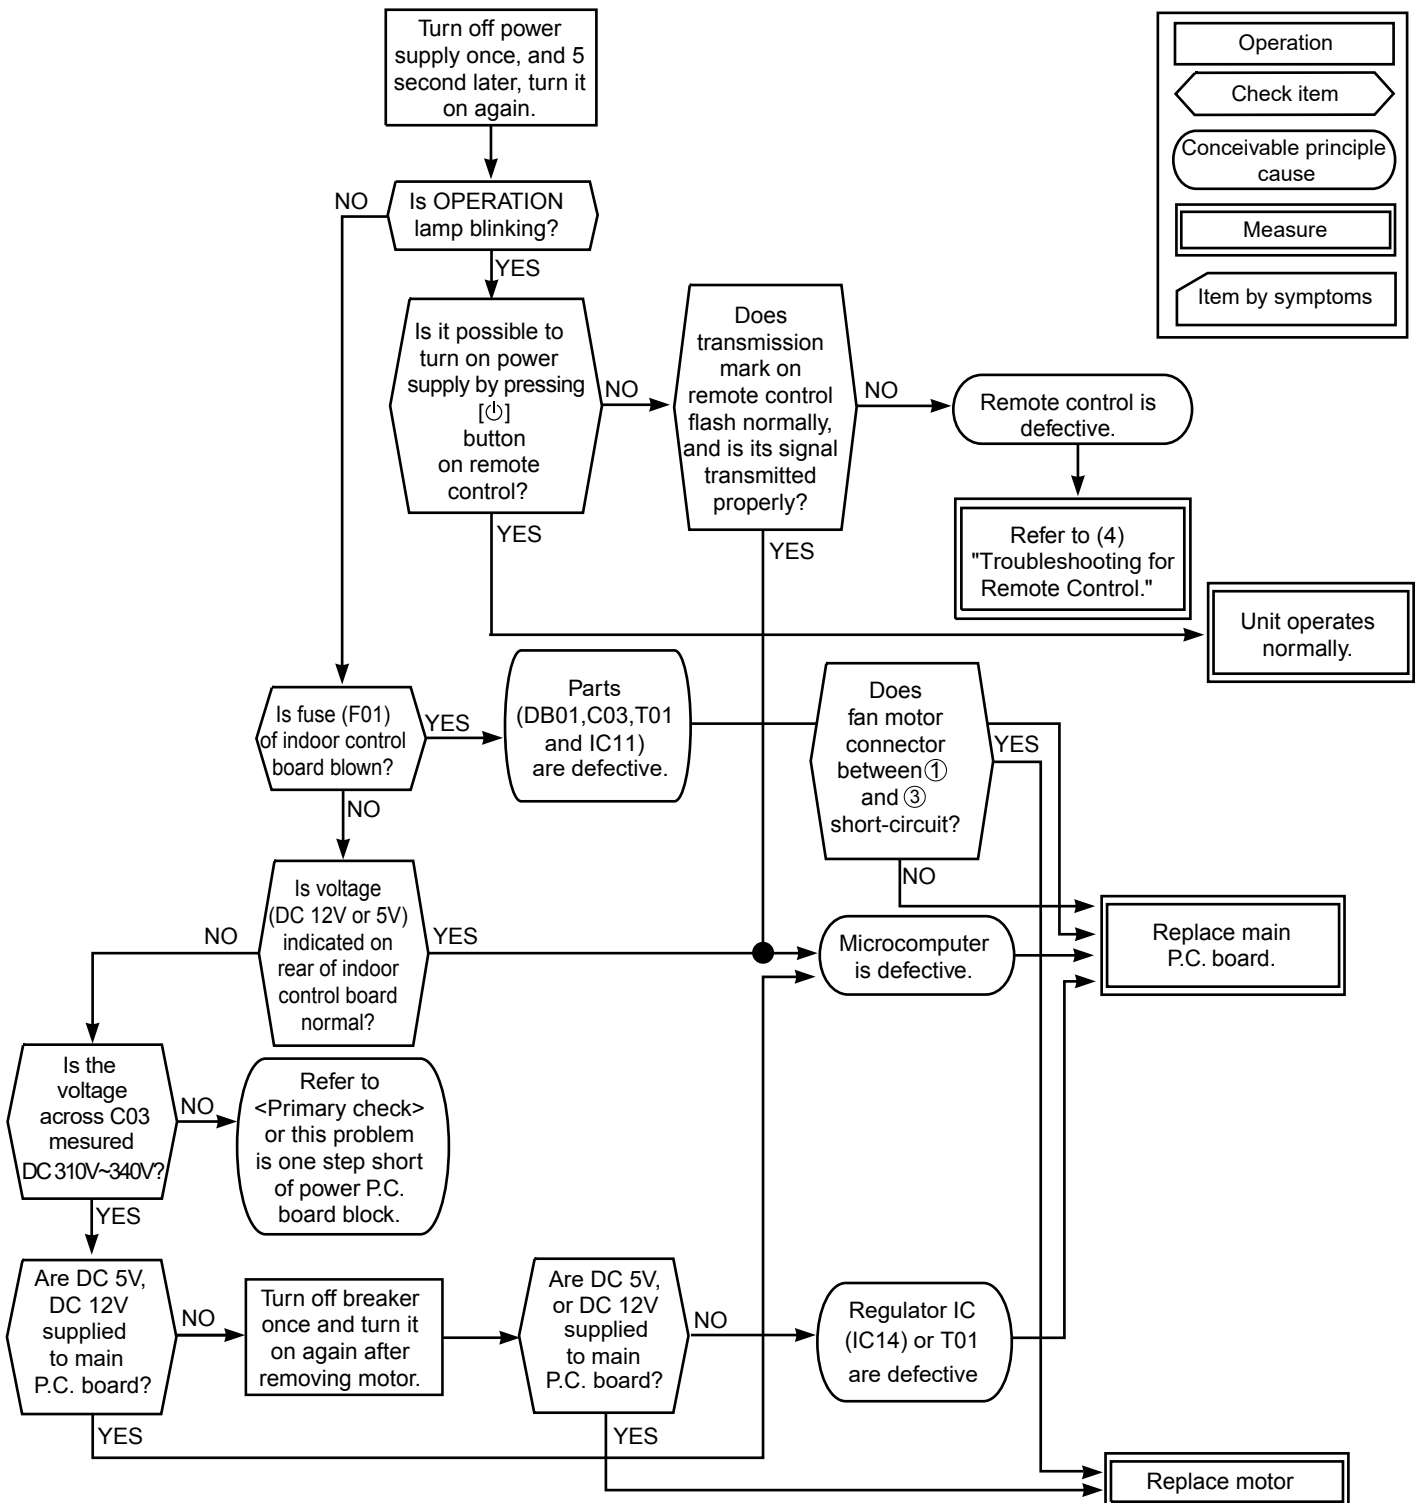 Turn off power
supply once, and 5
second later, turn it
on again.
Operation
Check item
Conceivable principle
cause
Measure
Item by symptoms
Is OPERATION
lamp blinking?
NO
YES
Is it possible to
turn on power
supply by pressing
[⏻]
button
on remote
control?
NO
YES
Does
transmission
mark on
remote control
flash normally,
and is its signal
transmitted
properly?
NO
YES
Remote control is
defective.
Refer to (4)
"Troubleshooting for
Remote Control."
Unit operates
normally.
Is fuse (F01)
of indoor control
board blown?
YES
NO
Parts
(DB01,C03,T01
and IC11)
are defective.
Does
fan motor
connector
between ①
and ③
short-circuit?
YES
NO
Is voltage
(DC 12V or 5V)
indicated on
rear of indoor
control board
normal?
NO
YES
Microcomputer
is defective.
Replace main
P.C. board.
Is the
voltage
across C03
mesured
DC 310V~340V?
NO
YES
Refer to
<Primary check>
or this problem
is one step short
of power P.C.
board block.
Are DC 5V,
DC 12V
supplied
to main
P.C. board?
NO
YES
Turn off breaker
once and turn it
on again after
removing motor.
Are DC 5V,
or DC 12V
supplied
to main
P.C. board?
NO
YES
Regulator IC
(IC14) or T01
are defective
Replace motor